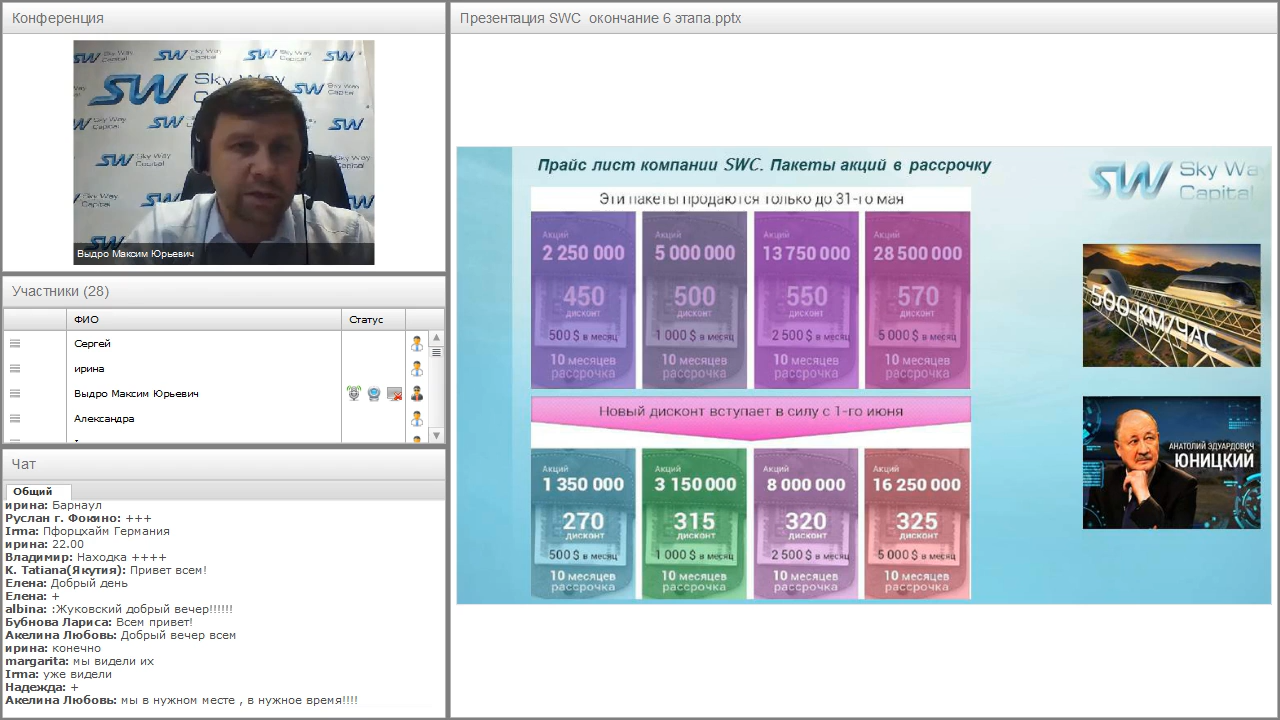 Конференция
SW Sky Way Capital
Выдро Максим Юрьевич
Участники (28)
ФИО Статус
Сергей
ирина
Выдро Максим Юрьевич
Александра
Чат
Общий
ирина: Барнаул
Руслан г. Фокино: +++
Irma: Пфорцхайм Германия
ирина: 22.00
Владимир: Находка ++++
К. Tatiana(Якутия): Привет всем!
Елена: Добрый день
Елена: +
albina: :Жуковский добрый вечер!!!!!!
Бубнова Лариса: Всем привет!
Акелина Любовь: Добрый вечер всем
ирина: конечно
margarita: мы видели их
Irma: уже видели
Надежда: +
Акелина Любовь: мы в нужном месте , в нужное время!!!!
Презентация SWC окончание 6 этапа.pptx
Прайс лист компании SWC. Пакеты акций в рассрочку
Эти пакеты продаются только до 31-го мая
Акций Акций Акций Акций
2 250 000 5 000 000 13 750 000 28 500 000
450 500 550 570
дисконт дисконт дисконт дисконт
500 $ в месяц 1 000 $ в месяц 2 500 $ в месяц 5 000 $ в месяц
10 месяцев 10 месяцев 10 месяцев 10 месяцев
рассрочка рассрочка рассрочка рассрочка
Новый дисконт вступает в силу с 1-го июня
Акций Акций Акций Акций
1 350 000 3 150 000 8 000 000 16 250 000
270 315 320 325
дисконт дисконт дисконт дисконт
500 $ в месяц 1 000 $ в месяц 2 500 $ в месяц 5 000 $ в месяц
10 месяцев 10 месяцев 10 месяцев 10 месяцев
рассрочка рассрочка рассрочка рассрочка
SW Sky Wa
Capital
500 КМ/ЧАС
АНАТОЛИЙ ЭДУАРДОВИЧ
ЮНИЦКИЙ